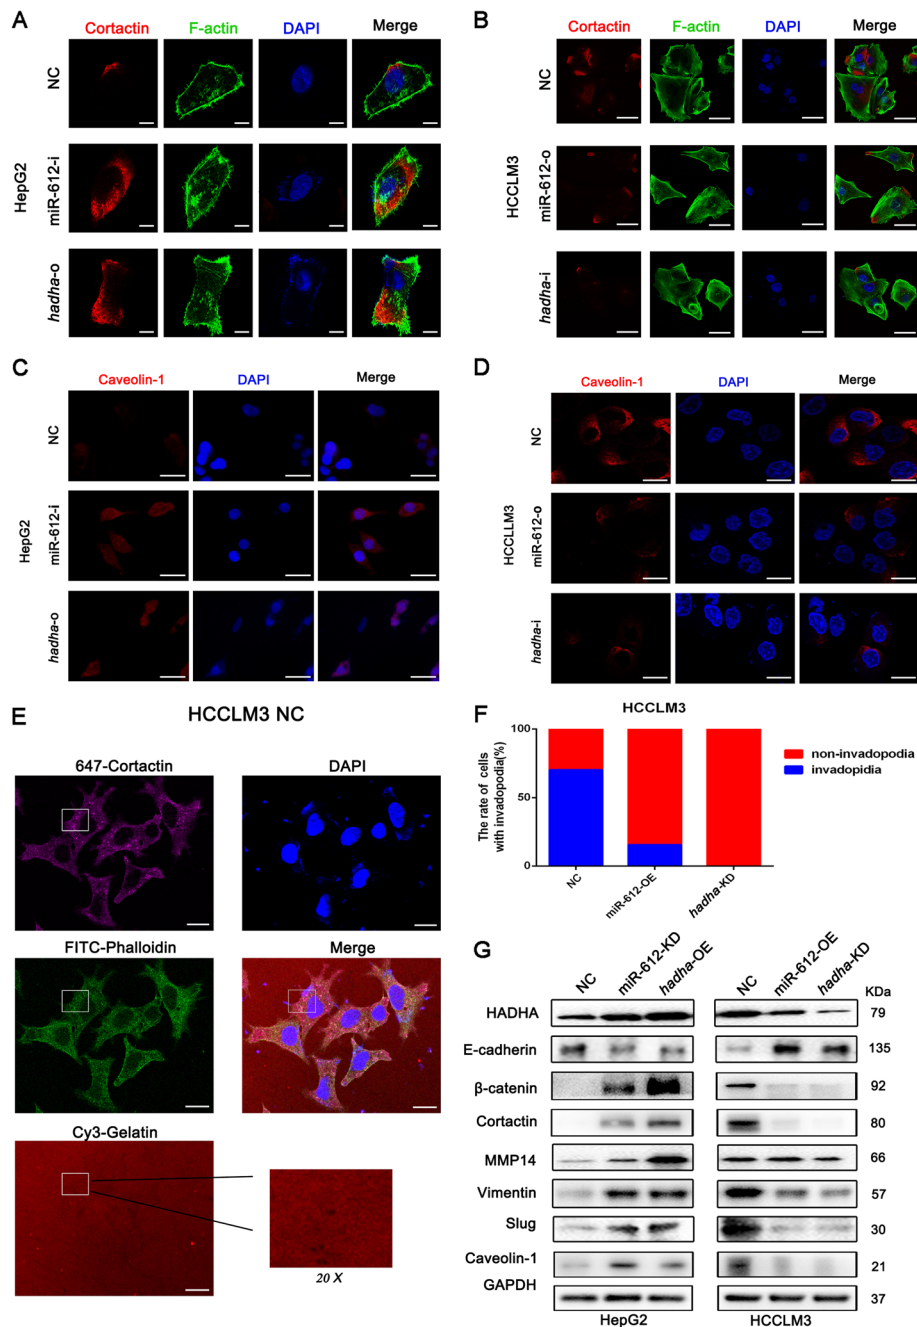 A
Cortactin F-actin DAPI Merge
NC
HepG2
miR-612-i
hadha-o
B
Cortactin F-actin DAPI Merge
NC
HCCLM3
miR-612-o
hadha-i
C
Caveolin-1 DAPI Merge
NC
HepG2
miR-612-i
hadha-o
D
Caveolin-1 DAPI Merge
NC
HCCLLM3
miR-612-o
hadha-i
E
HCCLM3 NC
647-Cortactin DAPI
FITC-Phalloidin Merge
Cy3-Gelatin
20 X
F
HCCLM3
The rate of cells
with invadopodia(%)
100
50
0
NC miR-612-OE hadha-KD
non-invadopodia
invadopidia
G
NC miR-612-KD hadha-OE NC miR-612-OE hadha-KD KDa
HADHA 79
E-cadherin 135
β-catenin 92
Cortactin 80
MMP14 66
Vimentin 57
Slug 30
Caveolin-1 21
GAPDH 37
HepG2 HCCLM3